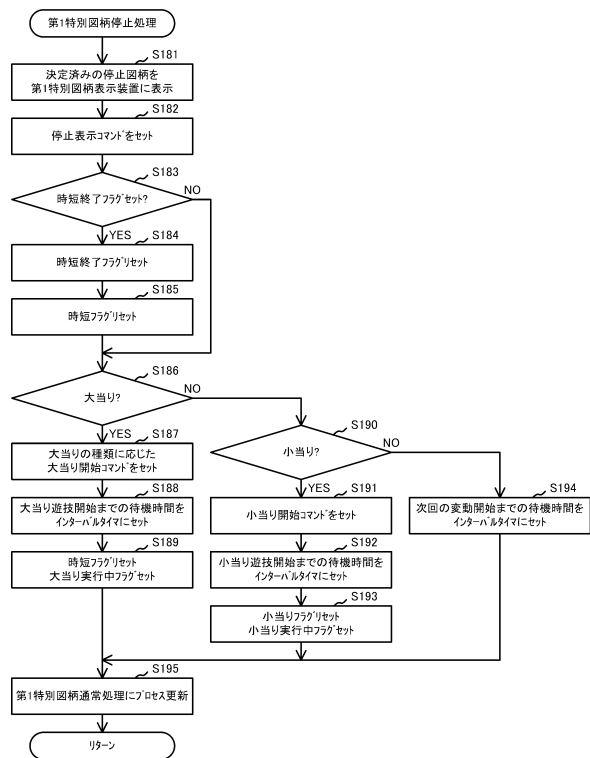 第1特別図柄停止処理
S181
決定済みの停止図柄を
第1特別図柄表示装置に表示
S182
停止表示コマンドをセット
S183
時短終了フラグセット?
NO
YES
S184
時短終了フラグリセット
S185
時短フラグリセット
S186
大当り?
NO
YES
S187
大当りの種類に応じた
大当り開始コマンドをセット
S188
大当り遊技開始までの待機時間を
インターバルタイマにセット
S189
時短フラグリセット
大当り実行中フラグセット
S190
小当り?
NO
YES
S191
小当り開始コマンドをセット
S192
小当り遊技開始までの待機時間を
インターバルタイマにセット
S193
小当りフラグリセット
小当り実行中フラグセット
S194
次回の変動開始までの待機時間を
インターバルタイマにセット
S195
第1特別図柄通常処理にプロセス更新
リターン